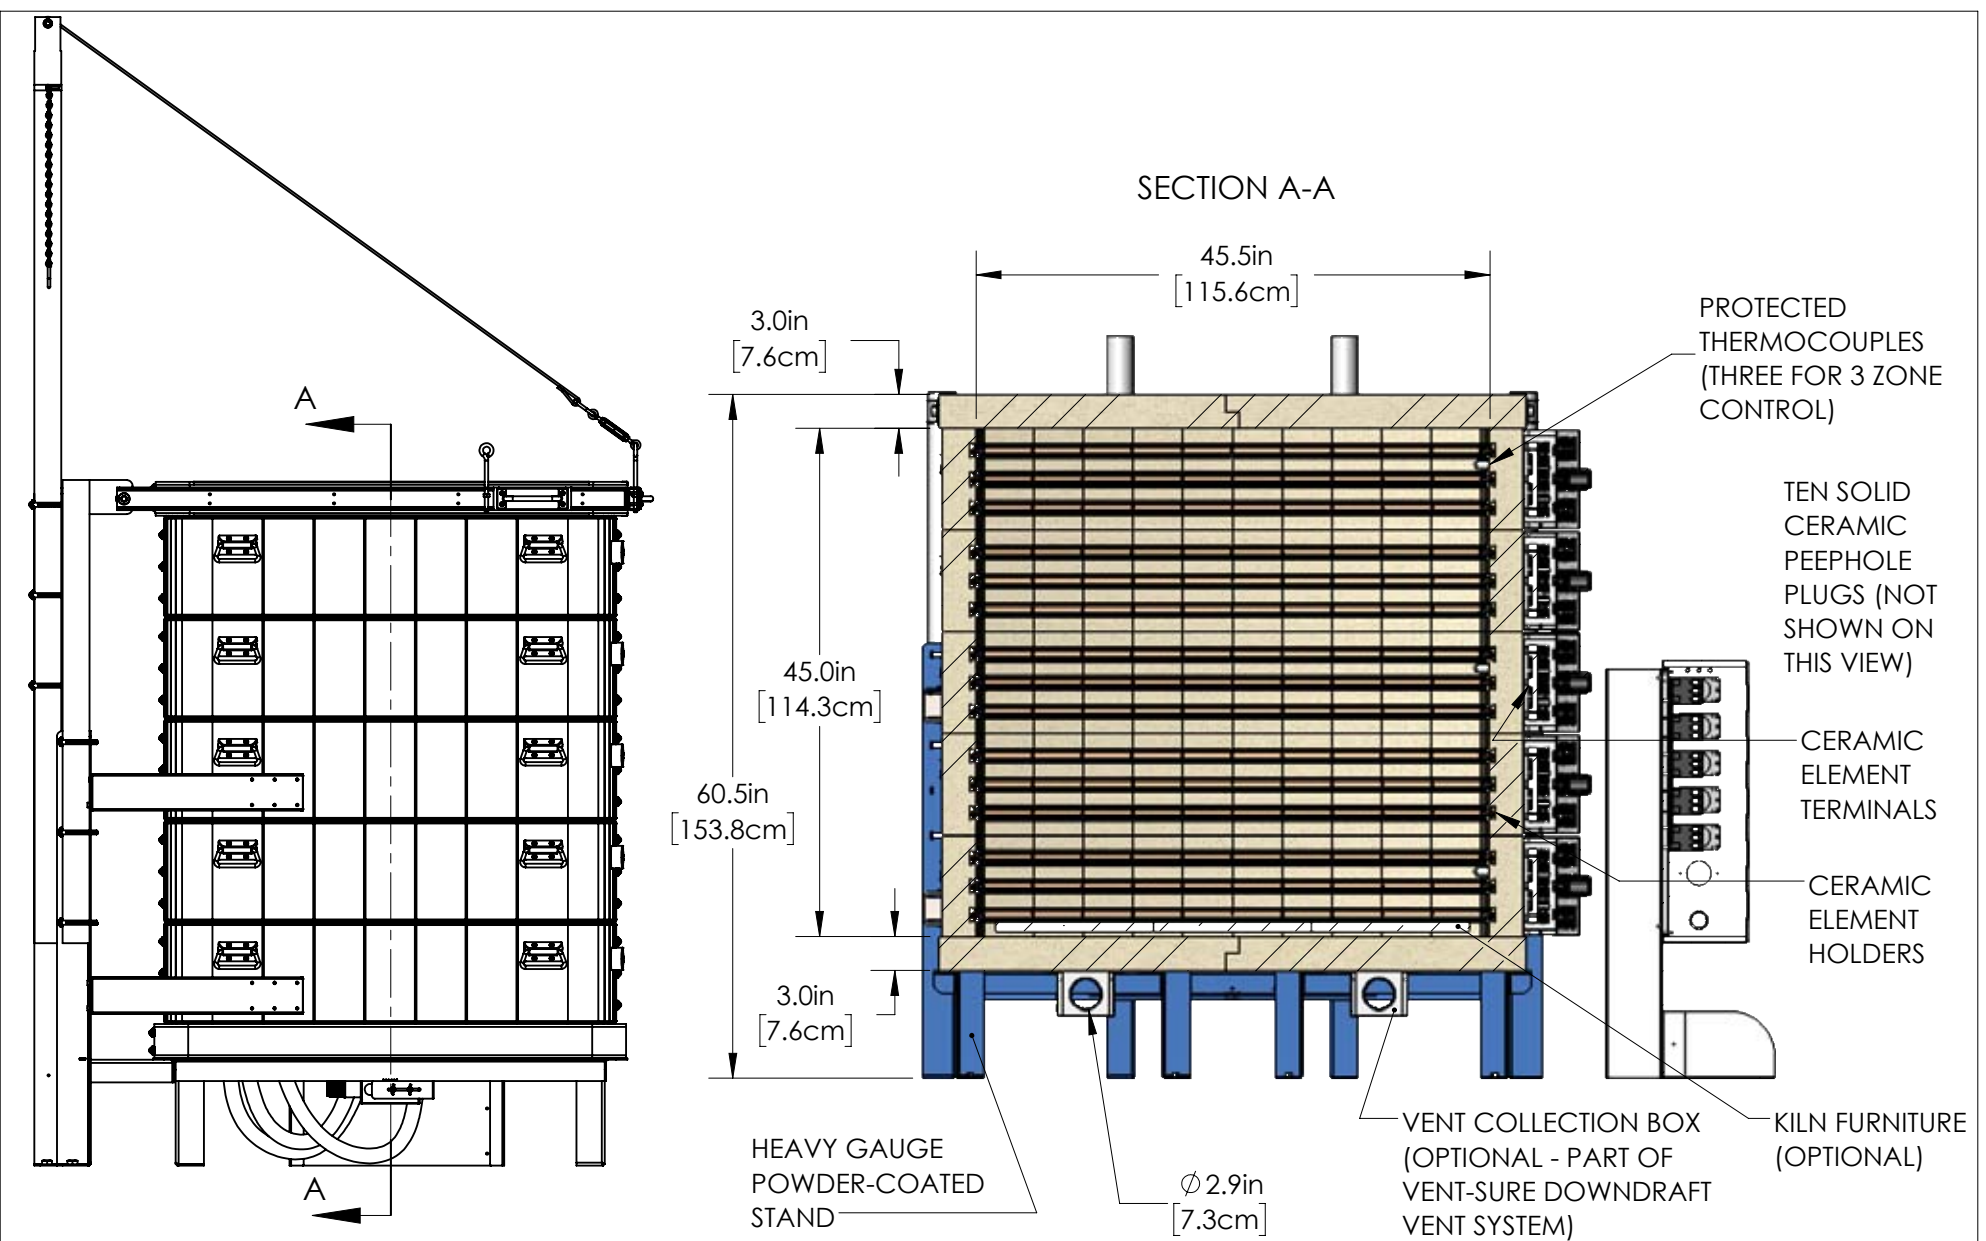 SECTION A-A
45.5in
[115.6cm]
3.0in
[7.6cm]
PROTECTED
THERMOCOUPLES
(THREE FOR 3 ZONE
CONTROL)
A
TEN SOLID
CERAMIC
PEEPHOLE
PLUGS (NOT
SHOWN ON
THIS VIEW)
45.0in
[114.3cm]
CERAMIC
ELEMENT
TERMINALS
60.5in
[153.8cm]
CERAMIC
ELEMENT
HOLDERS
3.0in
[7.6cm]
A
HEAVY GAUGE
POWDER-COATED
STAND
∅2.9in
[7.3cm]
VENT COLLECTION BOX
(OPTIONAL - PART OF
VENT-SURE DOWNDRAFT
VENT SYSTEM)
KILN FURNITURE
(OPTIONAL)